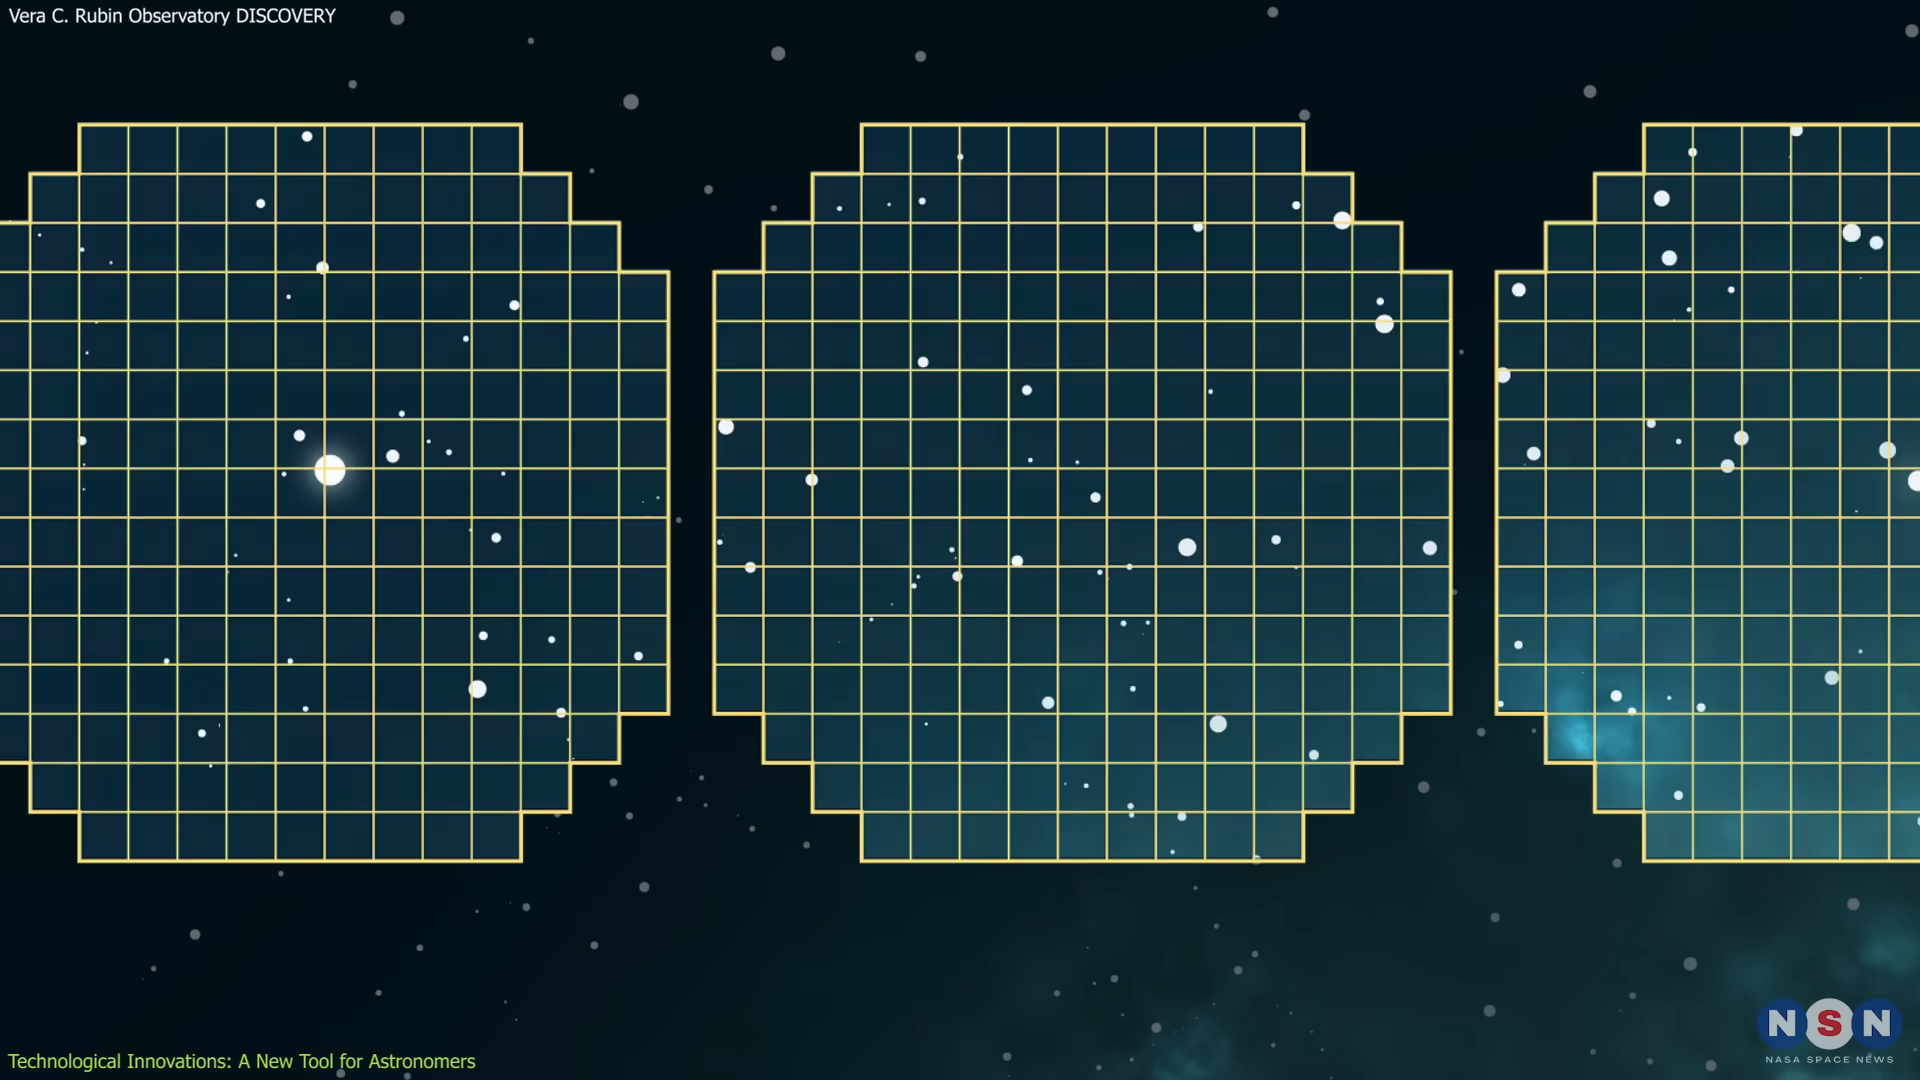 Vera C. Rubin Observatory DISCOVERY
Technological Innovations: A New Tool for Astronomers
NSN
NASA SPACE NEWS